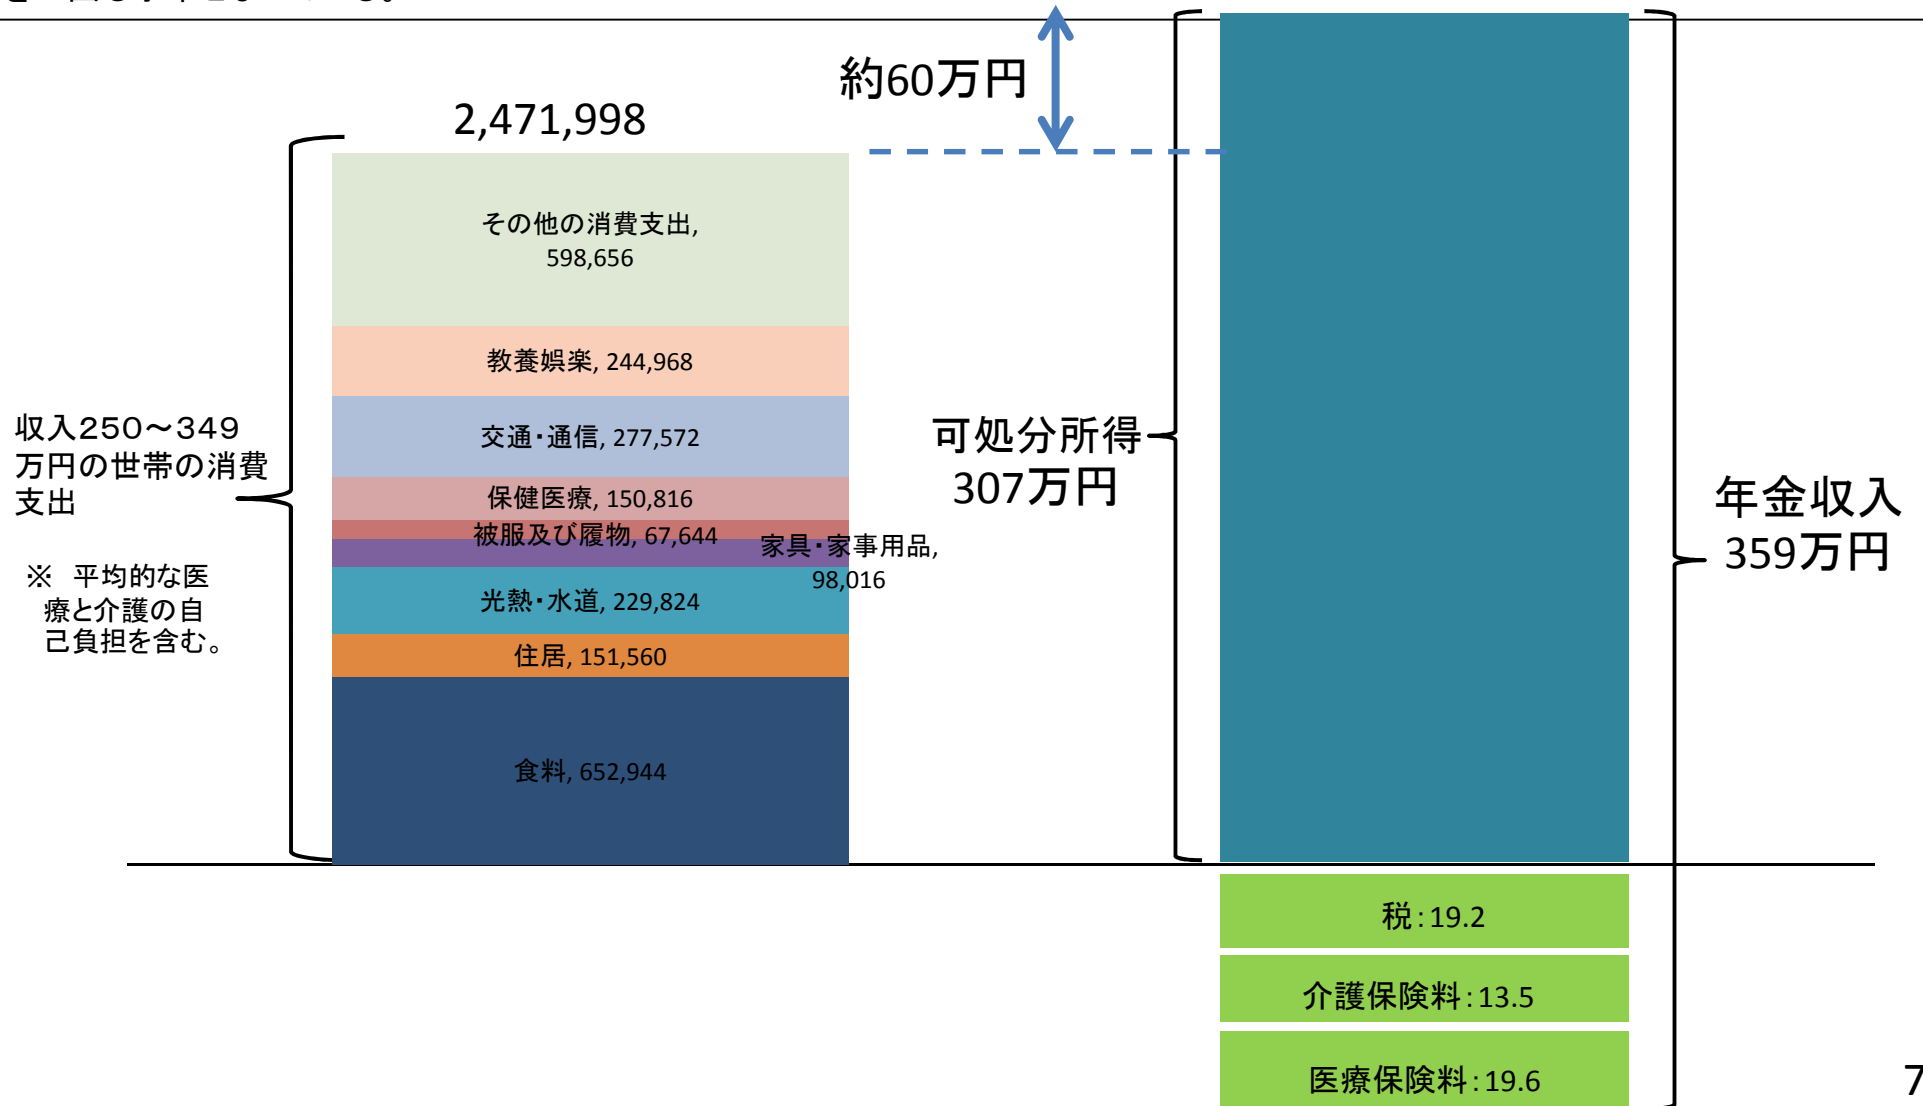 約60万円
2,471,998
その他の消費支出,
598,656
教養娯楽, 244,968
交通・通信, 277,572
保健医療, 150,816
被服及び履物, 67,644
家具・家事用品,
98,016
光熱・水道, 229,824
住居, 151,560
食料, 652,944
収入250～349
万円の世帯の消費
支出
※ 平均的な医
療と介護の自
己負担を含む。
可処分所得
307万円
年金収入
359万円
税：19.2
介護保険料：13.5
医療保険料：19.6
7